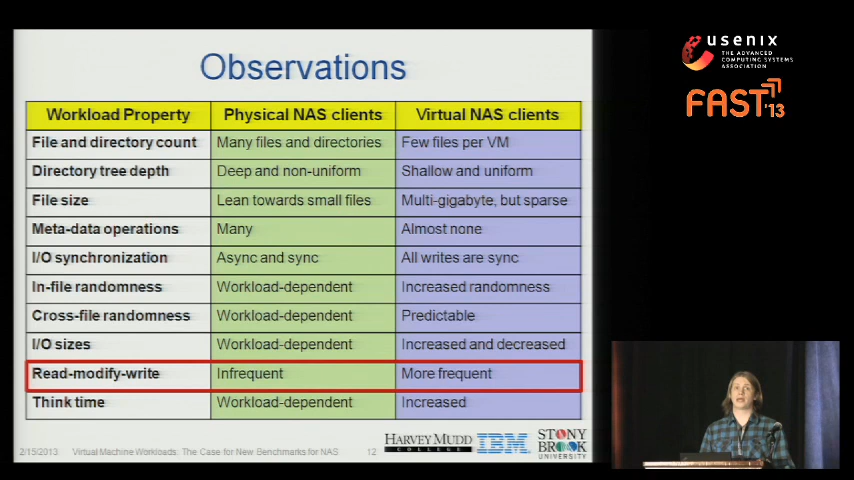 Observations
Workload Property Physical NAS clients Virtual NAS clients
File and directory count Many files and directories Few files per VM
Directory tree depth Deep and non-uniform Shallow and uniform
File size Lean towards small files Multi-gigabyte, but sparse
Meta-data operations Many Almost none
I/O synchronization Async and sync All writes are sync
In-file randomness Workload-dependent Increased randomness
Cross-file randomness Workload-dependent Predictable
I/O sizes Workload-dependent Increased and decreased
Read-modify-write Infrequent More frequent
Think time Workload-dependent Increased
2/15/2013 Virtual Machine Workloads: The Case for New Benchmarks for NAS 12
HARVEY MUDD
COLLEGE
IBM
STONY
BROOK
UNIVERSITY
usenix
THE ADVANCED
COMPUTING SYSTEMS
ASSOCIATION
FAST '13